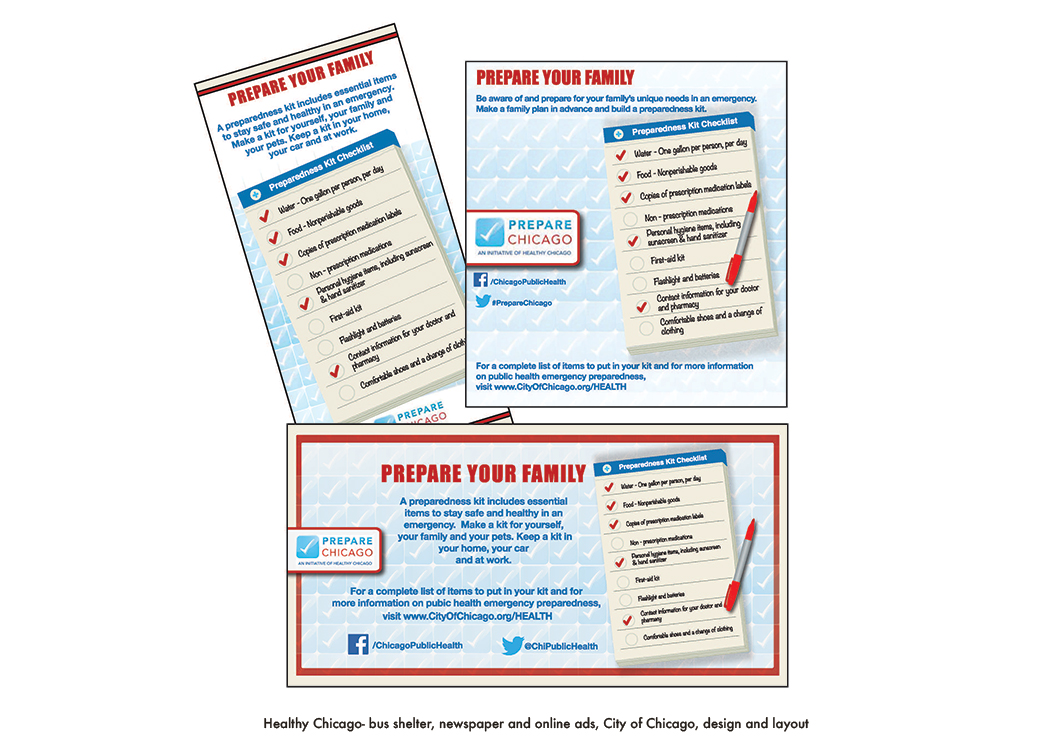 PREPARE YOUR FAMILY
A preparedness kit includes essential items
to stay safe and healthy in an emergency.
Make a kit for yourself, your family and
your pets. Keep a kit in your home,
your car and at work.
Preparedness Kit Checklist
Water - One gallon per person, per day
Food - Nonperishable goods
Copies of prescription medication labels
Non - prescription medications
Personal hygiene items, including sunscreen
& hand sanitizer
First-aid kit
Flashlight and batteries
Contact information for your doctor and
pharmacy
Comfortable shoes and a change of
PREPARE
CHICAGO
PREPARE YOUR FAMILY
Be aware of and prepare for your family's unique needs in an emergency.
Make a family plan in advance and build a preparedness kit.
Preparedness Kit Checklist
Water - One gallon per person, per day
Food - Nonperishable goods
Copies of prescription medication labels
Non - prescription medications
Personal hygiene items, including
sunscreen & hand sanitizer
First-aid kit
Flashlight and batteries
Contact information for your doctor
and pharmacy
Comfortable shoes and a change of
clothing
PREPARE
CHICAGO
AN INITIATIVE OF HEALTHY CHICAGO
/ChicagoPublicHealth
#PrepareChicago
For a complete list of items to put in your kit and for more information
on public health emergency preparedness,
visit www.CityOfChicago.org/HEALTH
PREPARE YOUR FAMILY
A preparedness kit includes essential
items to stay safe and healthy in an
emergency. Make a kit for yourself,
your family and your pets. Keep a kit in
your home, your car
and at work.
PREPARE
CHICAGO
AN INITIATIVE OF HEALTHY CHICAGO
For a complete list of items to put in your kit and for
more information on pubic health emergency preparedness,
visit www.CityOfChicago.org/HEALTH
/ChicagoPublicHealth
@ChiPublicHealth
Preparedness Kit Checklist
Water - One gallon per person, per day
Food - Nonperishable goods
Copies of prescription medication labels
Non - prescription medications
Personal hygiene items, including sunscreen
& hand sanitizer
First-aid kit
Flashlight and batteries
Contact information for your doctor and
pharmacy
Comfortable shoes and a change of clothing
Healthy Chicago- bus shelter, newspaper and online ads, City of Chicago, design and layout